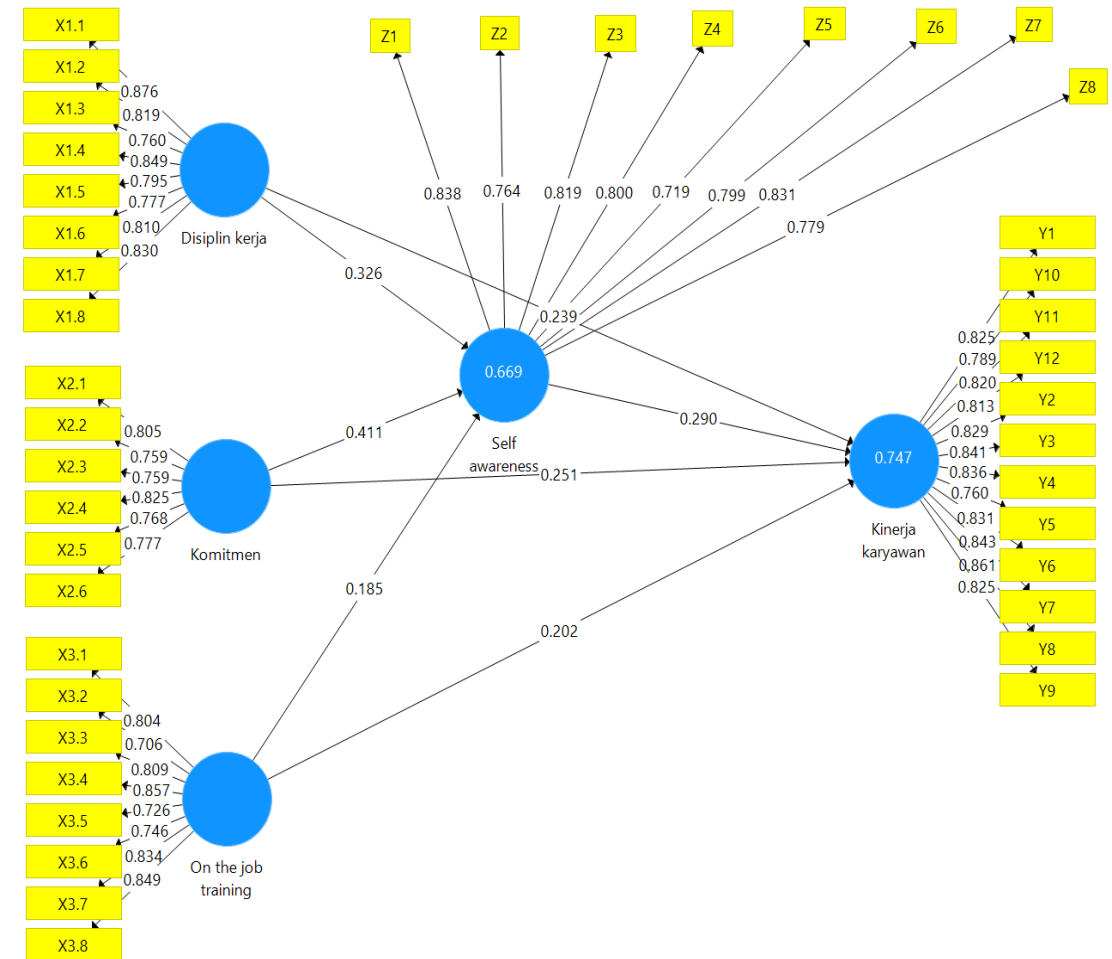 X1.1
X1.2
X1.3
X1.4
X1.5
X1.6
X1.7
X1.8
0.876
0.819
0.760
0.849
0.795
0.777
0.810
0.830
Disiplin kerja
X2.1
X2.2
X2.3
X2.4
X2.5
X2.6
0.805
0.759
0.759
0.825
0.768
0.777
Komitmen
X3.1
X3.2
X3.3
X3.4
X3.5
X3.6
X3.7
X3.8
0.804
0.706
0.809
0.857
0.726
0.746
0.834
0.849
On the job
training
Z1
Z2
Z3
Z4
Z5
Z6
Z7
Z8
0.838
0.764
0.819
0.800
0.719
0.799
0.831
0.779
0.326
0.239
0.411
0.290
0.251
0.185
0.202
0.669
Self
awareness
0.747
Kinerja
karyawan
0.825
0.789
0.820
0.813
0.829
0.841
0.836
0.760
0.831
0.843
0.861
0.825
Y1
Y10
Y11
Y12
Y2
Y3
Y4
Y5
Y6
Y7
Y8
Y9